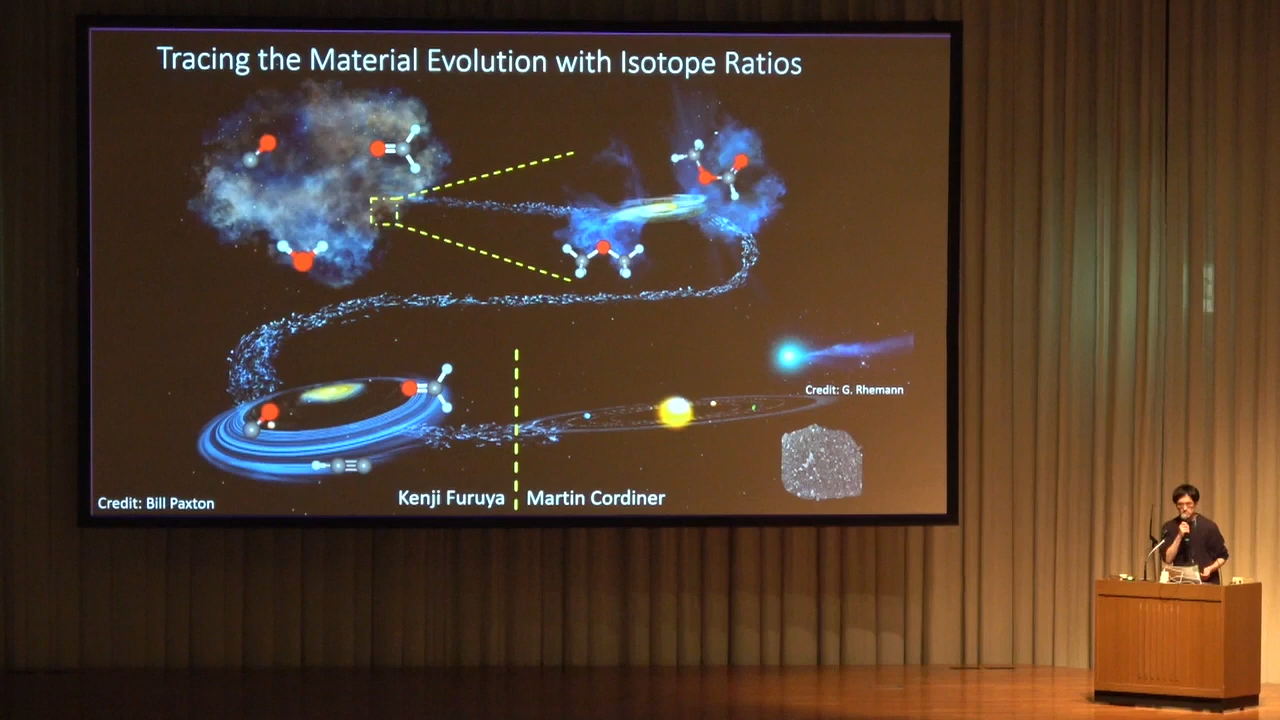 Tracing the Material Evolution with Isotope Ratios
Credit: G. Rhemann
Kenji Furuya
Martin Cordiner
Credit: Bill Paxton